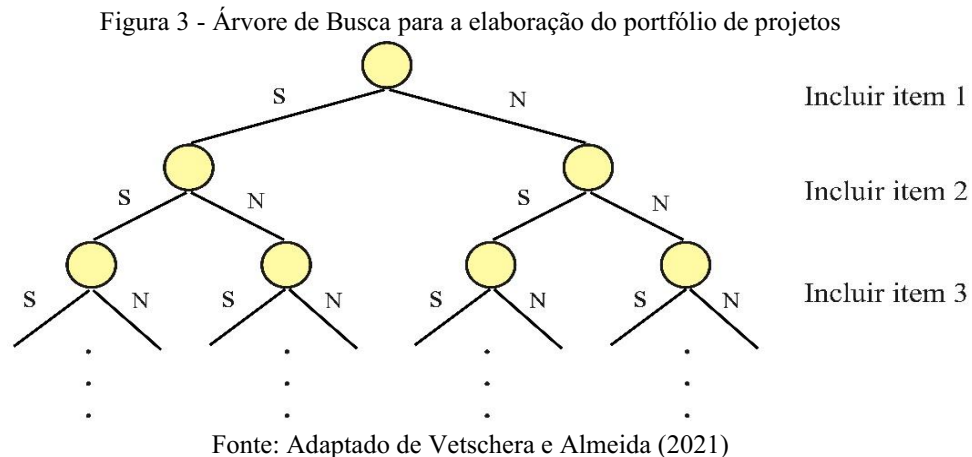 Figura 3 - Árvore de Busca para a elaboração do portfólio de projetos
S N Incluir item 1
S N S N Incluir item 2
S N S N S N S N Incluir item 3
Fonte: Adaptado de Vetschera e Almeida (2021)